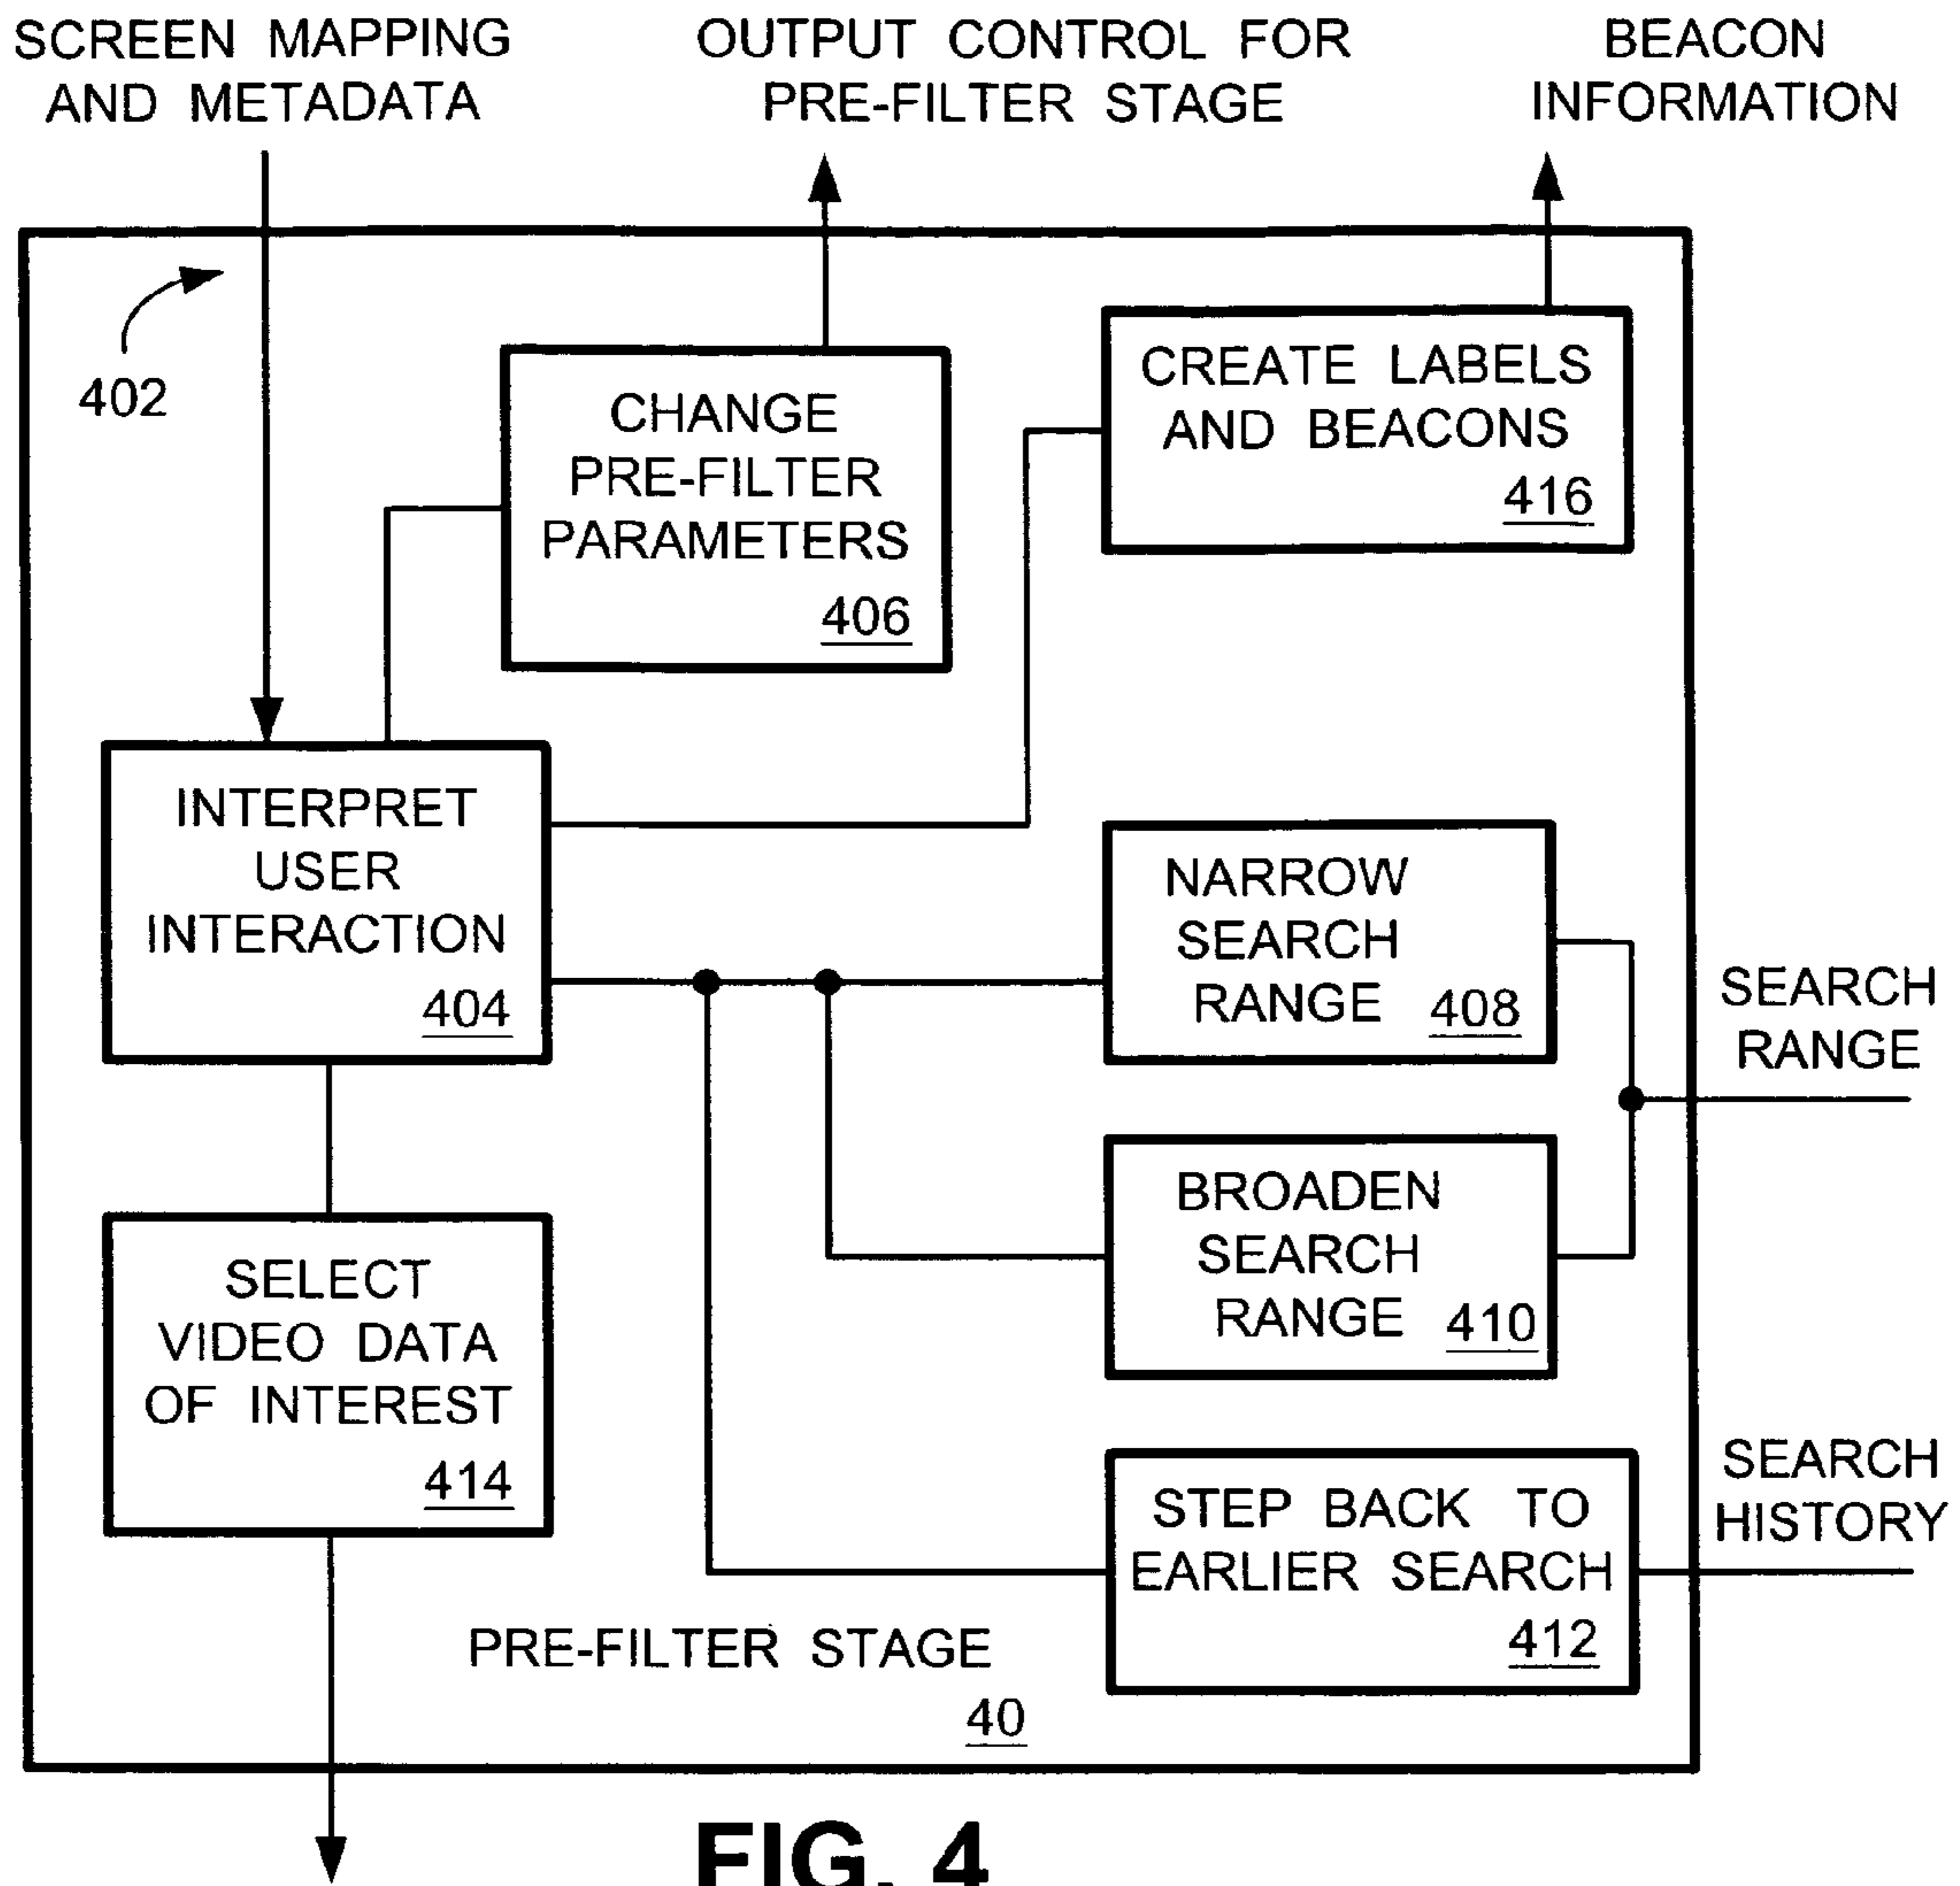 SCREEN MAPPING
AND METADATA
OUTPUT CONTROL FOR
PRE-FILTER STAGE
BEACON
INFORMATION
402
CHANGE
PRE-FILTER
PARAMETERS
406
CREATE LABELS
AND BEACONS
416
INTERPRET
USER
INTERACTION
404
NARROW
SEARCH
RANGE 408
SEARCH
RANGE
BROADEN
SEARCH
RANGE 410
SELECT
VIDEO DATA
OF INTEREST
414
STEP BACK TO
EARLIER SEARCH
412
SEARCH
HISTORY
PRE-FILTER STAGE
40
FIG. 4